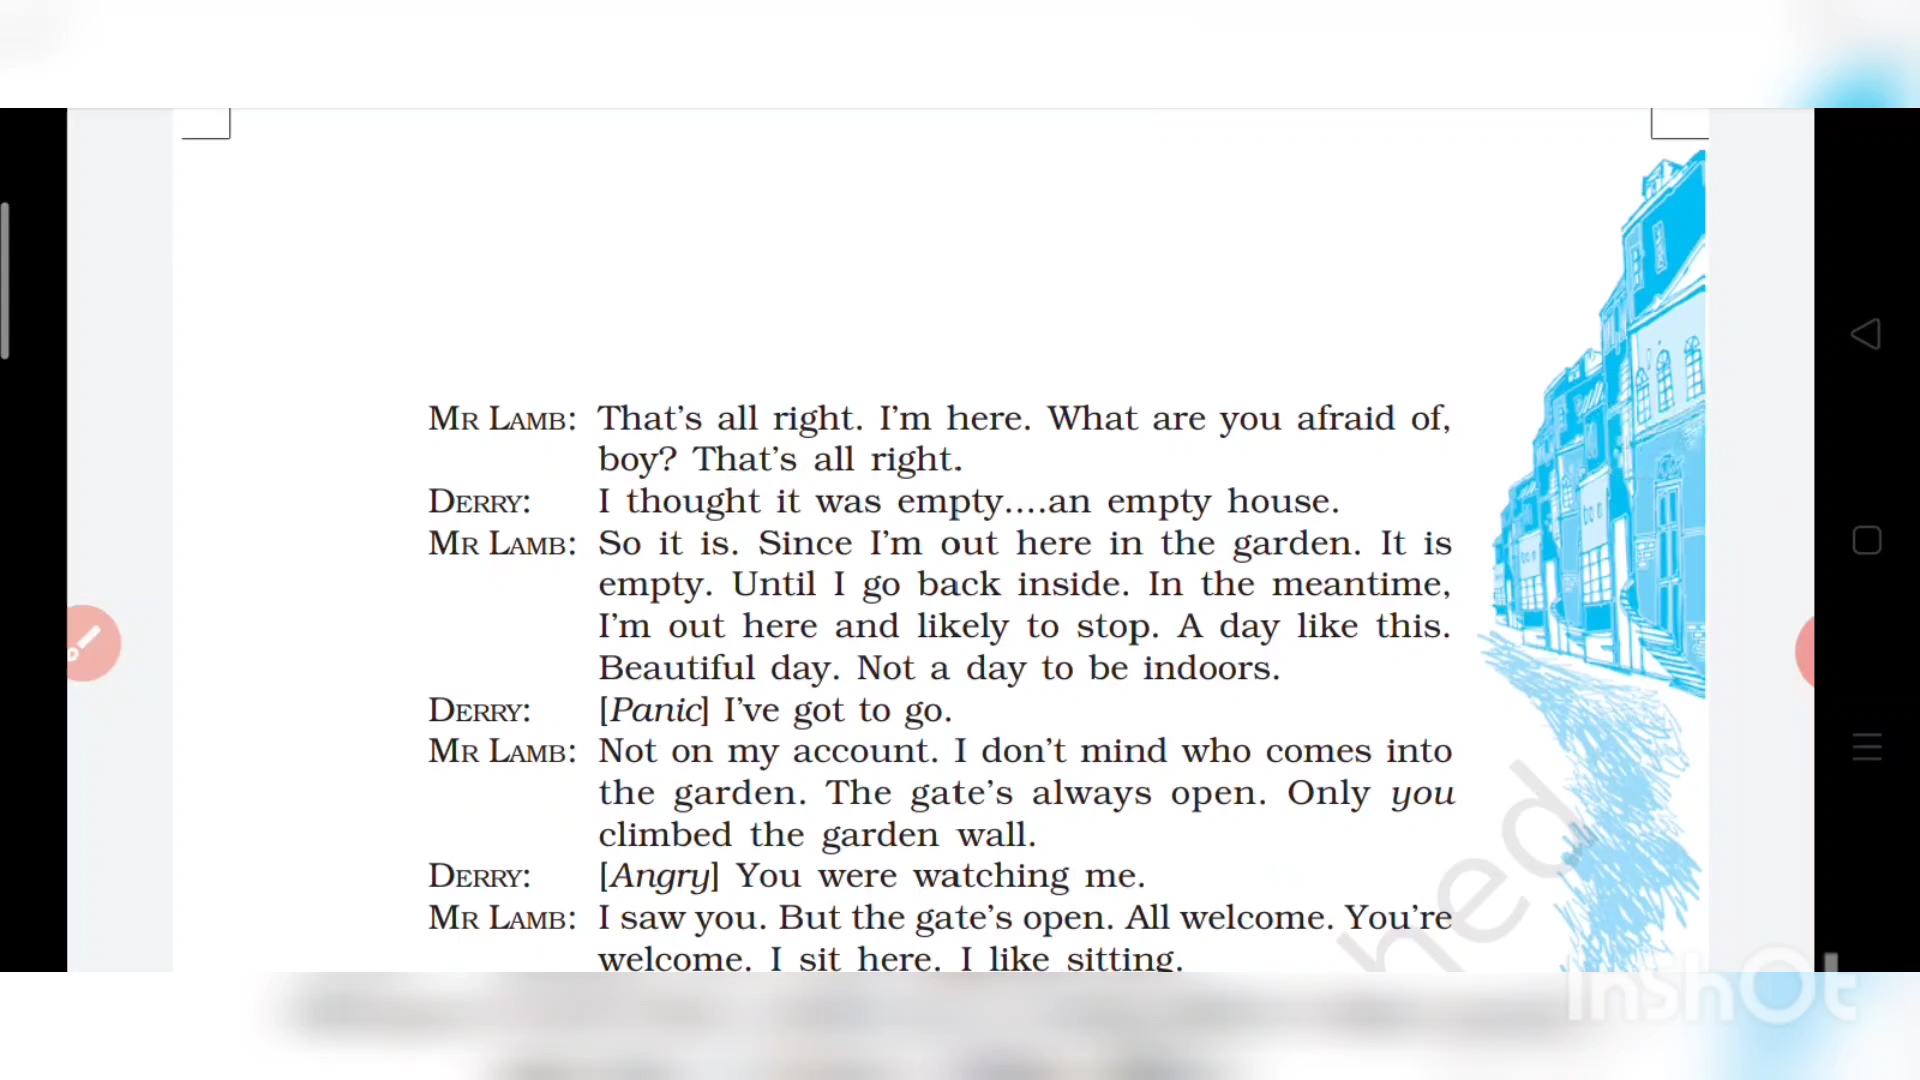 MR LAMB: That's all right. I'm here. What are you afraid of,
boy? That's all right.
DERRY: I thought it was empty....an empty house.
MR LAMB: So it is. Since I'm out here in the garden. It is
empty. Until I go back inside. In the meantime,
I'm out here and likely to stop. A day like this.
Beautiful day. Not a day to be indoors.
DERRY: [Panic] I've got to go.
MR LAMB: Not on my account. I don't mind who comes into
the garden. The gate's always open. Only you
climbed the garden wall.
DERRY: [Angry] You were watching me.
MR LAMB: I saw you. But the gate's open. All welcome. You're
welcome. I sit here. I like sitting.
hed
InShOt